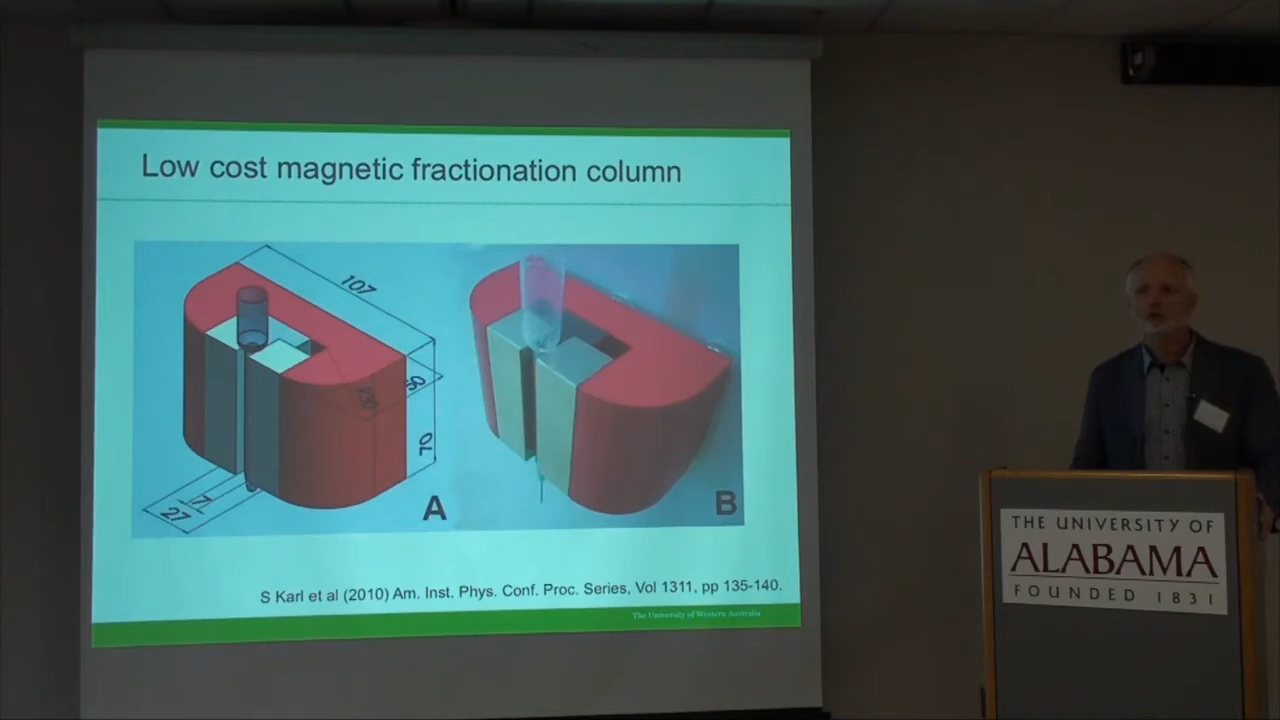 Low cost magnetic fractionation column
107
50
70
17
27
A
B
S Karl et al (2010) Am. Inst. Phys. Conf. Proc. Series, Vol 1311, pp 135-140.
The University of Western Australia
THE UNIVERSITY OF
ALABAMA
FOUNDED 1831